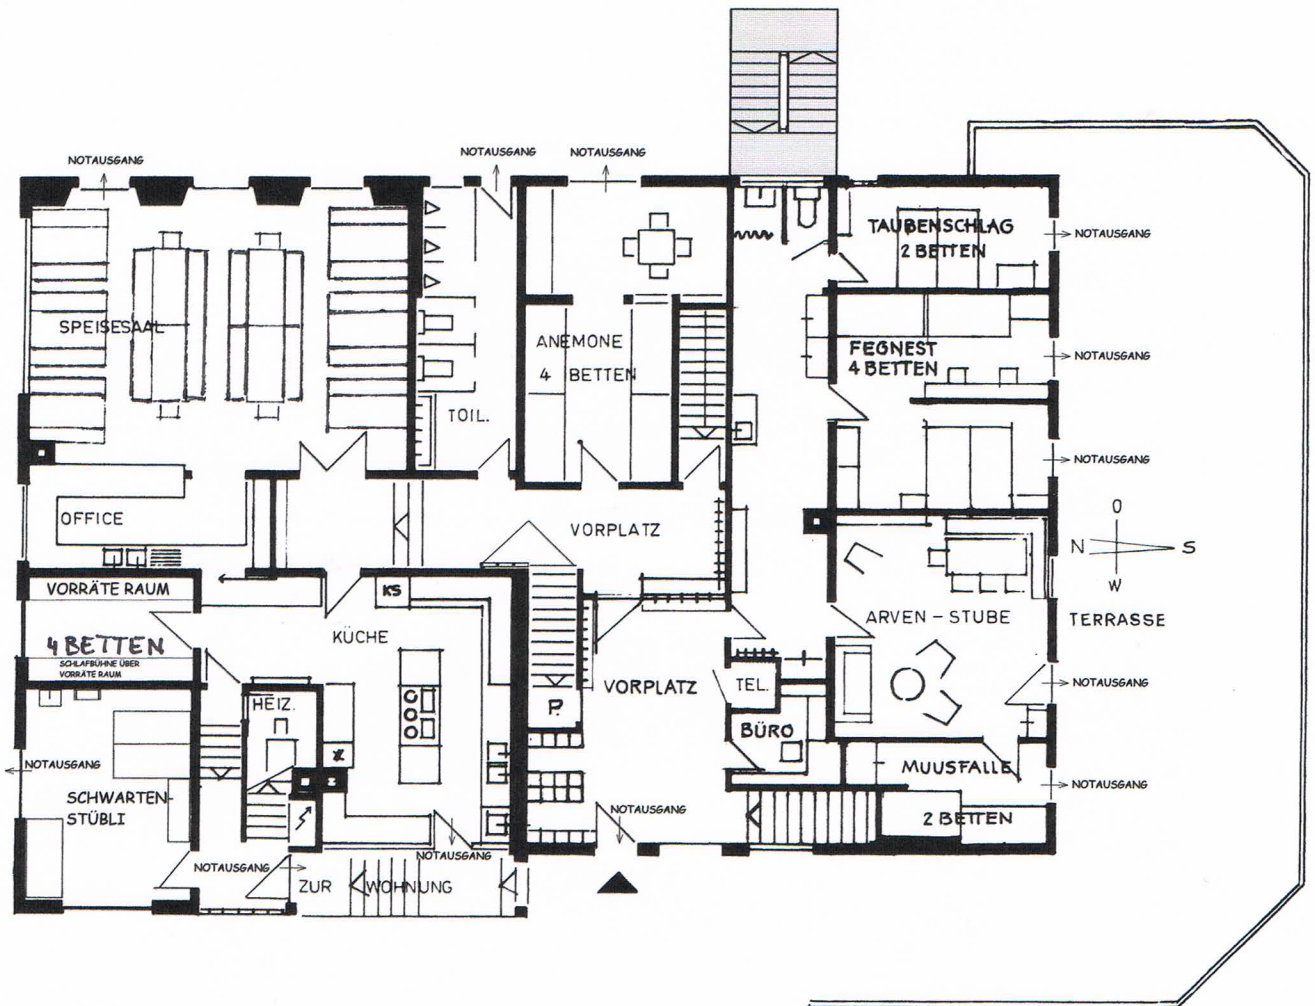 NOTAUSGANG
NOTAUSGANG
NOTAUSGANG
TAUBENSCHLAG
2 BETTEN
NOTAUSGANG
SPEISESAAL
ANEMONE
4 BETTEN
FEGNEST
4 BETTEN
NOTAUSGANG
TOIL.
NOTAUSGANG
OFFICE
VORPLATZ
O
N
S
W
VORRÄTE RAUM
4 BETTEN
SCHLAFBÜHNE ÜBER
VORRÄTE RAUM
KS
KÜCHE
ARVEN-STUBE
TERRASSE
HEIZ.
P.
VORPLATZ
TEL.
NOTAUSGANG
BÜRO
NOTAUSGANG
SCHWARTEN-
STÜBLI
MUUSFALLE
2 BETTEN
NOTAUSGANG
NOTAUSGANG
NOTAUSGANG
NOTAUSGANG
ZUR WOHNUNG